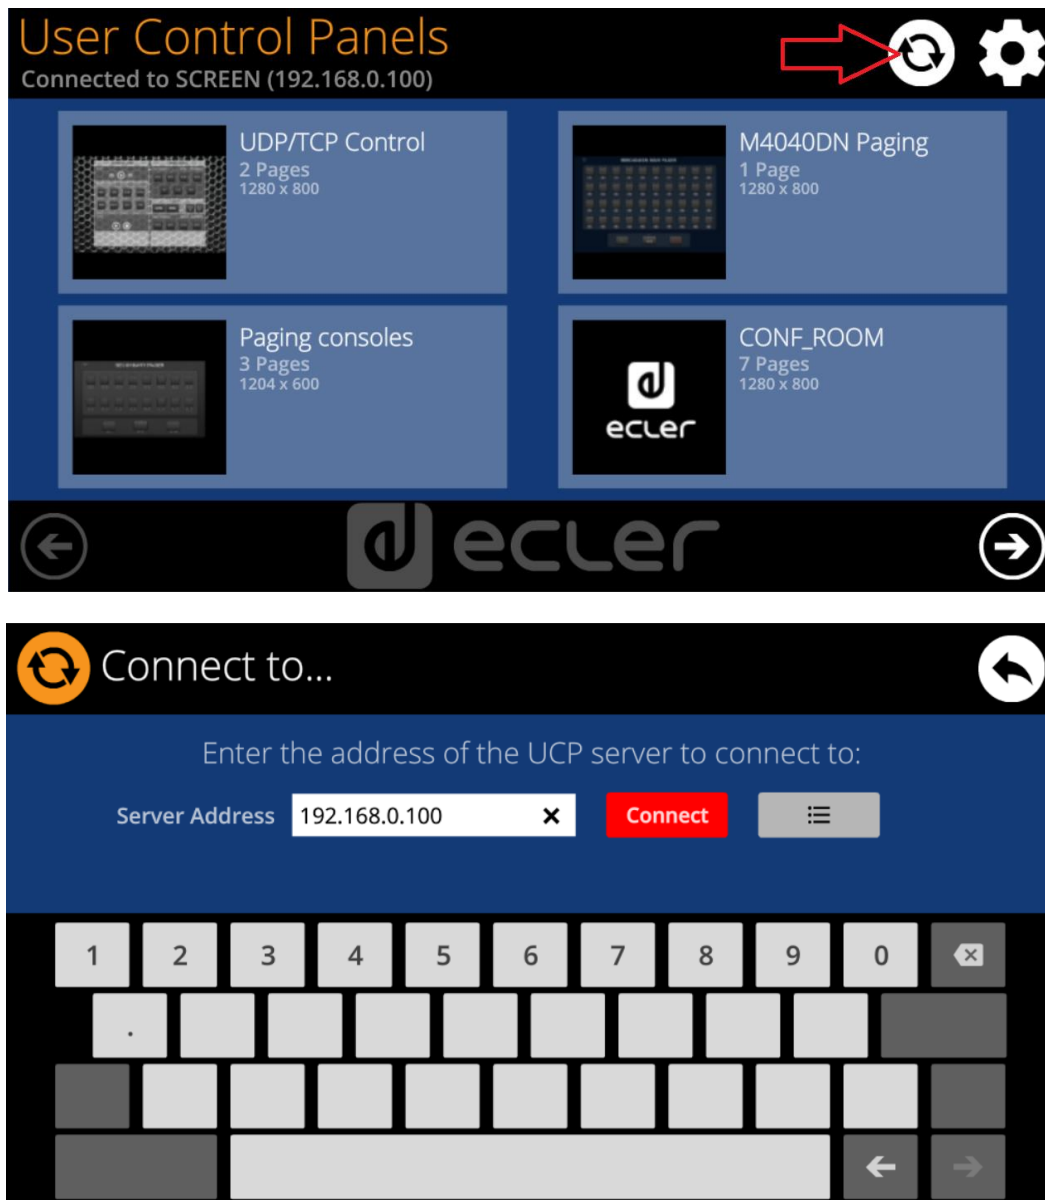 User Control Panels
Connected to SCREEN (192.168.0.100)
UDP/TCP Control
2 Pages
1280 x 800
M4040DN Paging
1 Page
1280 x 800
Paging consoles
3 Pages
1204 x 600
CONF_ROOM
7 Pages
1280 x 800
ecler
ecler
Connect to...
Enter the address of the UCP server to connect to:
Server Address 192.168.0.100 Connect
1 2 3 4 5 6 7 8 9 0
.